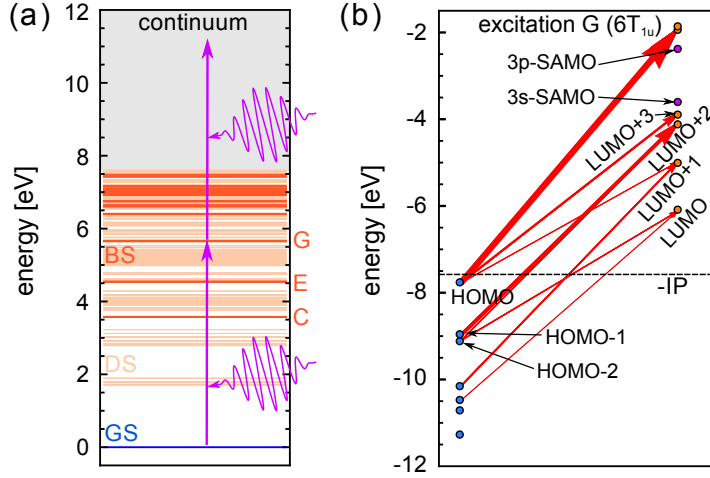 (a)
continuum
energy [eV]
12
10
8
6
4
2
0
BS
DS
GS
G
E
C
(b)
excitation G (6T1u)
energy [eV]
-2
-4
-6
-8
-10
-12
3p-SAMO
3s-SAMO
LUMO+3
LUMO+2
LUMO+1
LUMO
-IP
HOMO
HOMO-1
HOMO-2